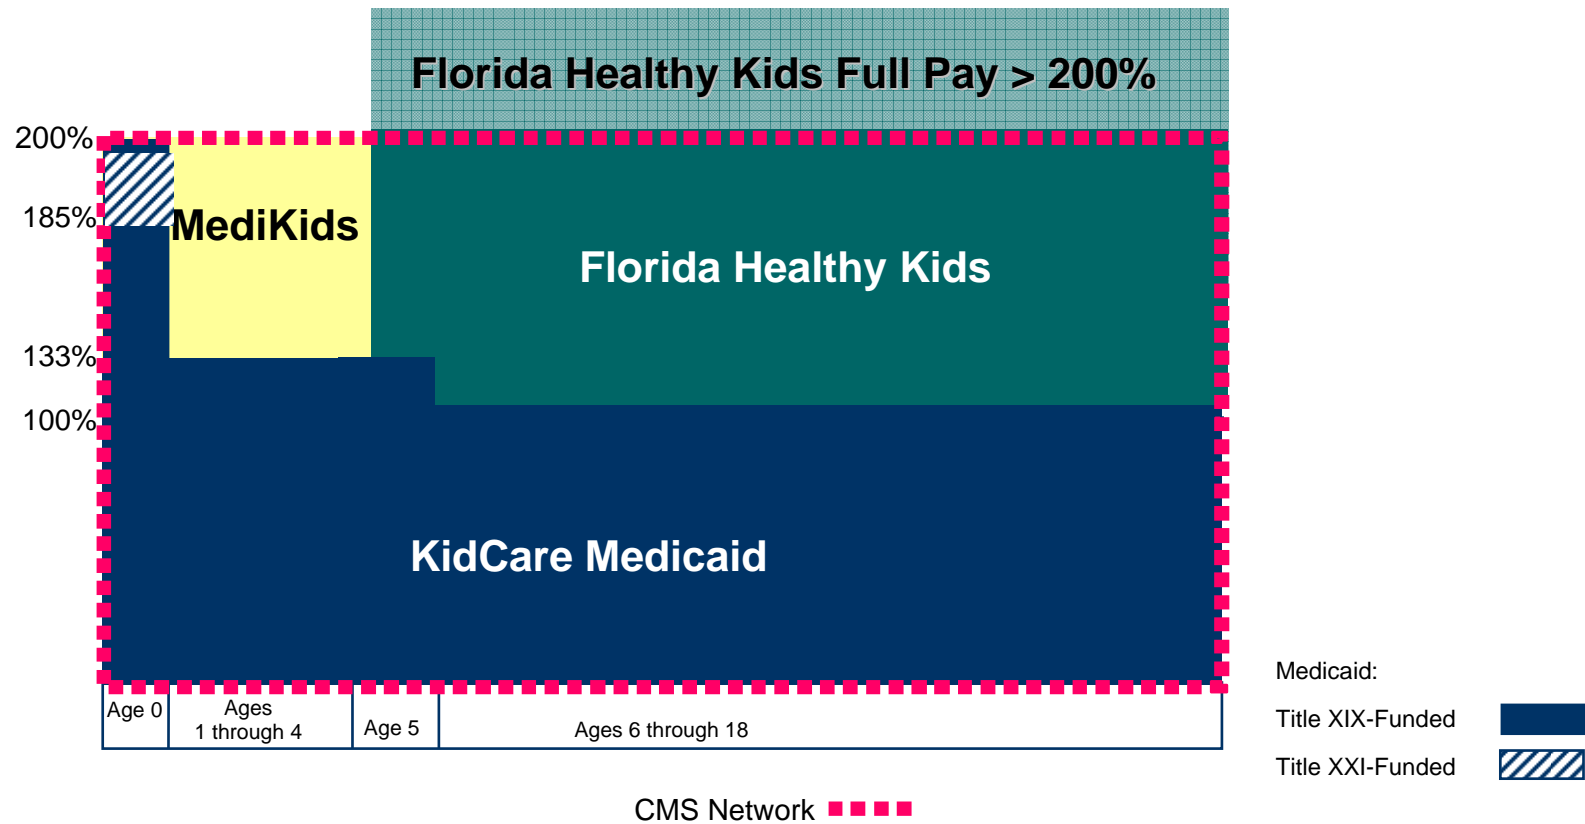 Florida Healthy Kids Full Pay > 200%
200%
185%
MediKids
Florida Healthy Kids
133%
100%
KidCare Medicaid
Age 0
Ages
1 through 4
Age 5
Ages 6 through 18
Medicaid:
Title XIX-Funded
Title XXI-Funded
CMS Network